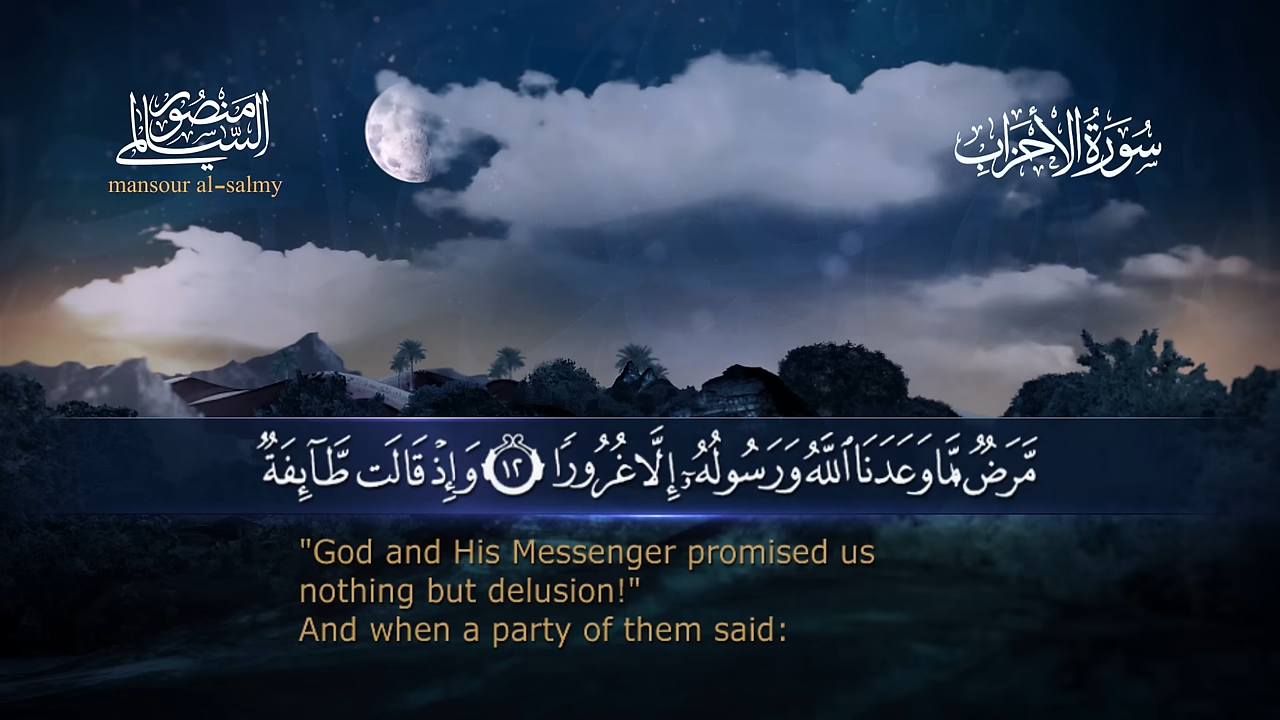 منصور السالمي
mansour al-salmy
سُورَةُ الأَحْزَابِ
مَّرَضٌ مَّا وَعَدَنَا ٱللَّهُ وَرَسُولُهُۥٓ إِلَّا غُرُورًا ١٢ وَإِذْ قَالَت طَّآئِفَةٌ
"God and His Messenger promised us
nothing but delusion!"
And when a party of them said: